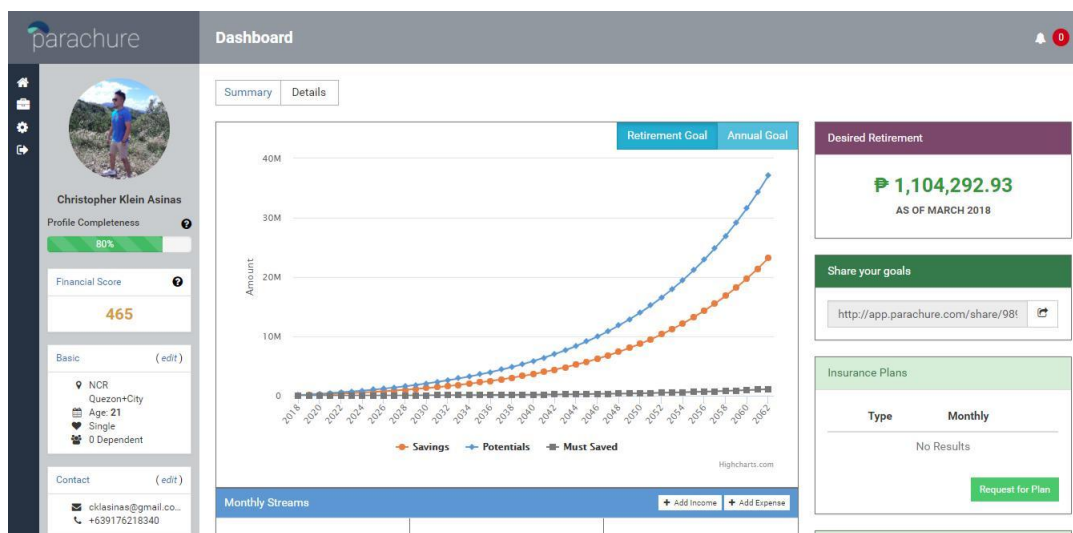 parachure
Dashboard
0
Summary
Details
Christopher Klein Asinas
Profile Completeness
80%
Financial Score
465
Basic
(edit)
NCR
Quezon+City
Age: 21
Single
0 Dependent
Contact
(edit)
cklasinas@gmail.co...
+639176218340
Retirement Goal
Annual Goal
40M
30M
20M
10M
0
Amount
2018 2020 2022 2024 2026 2028 2030 2032 2034 2036 2038 2040 2042 2044 2046 2048 2050 2052 2054 2056 2058 2060 2062
Savings Potentials Must Saved
Highcharts.com
Monthly Streams
+ Add Income
+ Add Expense
Desired Retirement
₱ 1,104,292.93
AS OF MARCH 2018
Share your goals
http://app.parachure.com/share/98
Insurance Plans
Type Monthly
No Results
Request for Plan